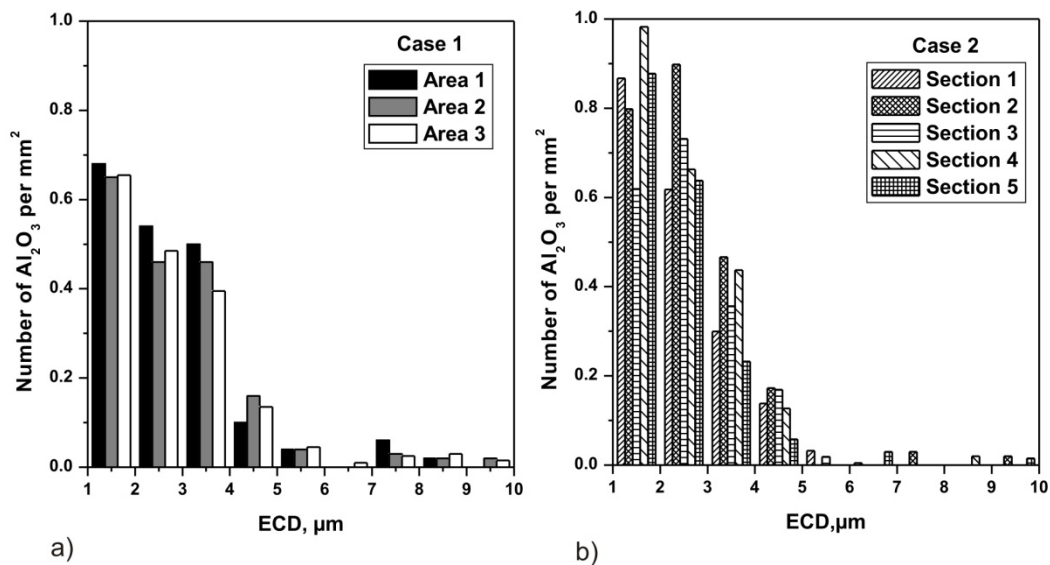 Case 1
Area 1
Area 2
Area 3
1.0
0.8
0.6
0.4
0.2
0.0
Number of Al₂O₃ per mm²
1 2 3 4 5 6 7 8 9 10
ECD, µm
a)
Case 2
Section 1
Section 2
Section 3
Section 4
Section 5
1.0
0.8
0.6
0.4
0.2
0.0
Number of Al₂O₃ per mm²
1 2 3 4 5 6 7 8 9 10
ECD,µm
b)